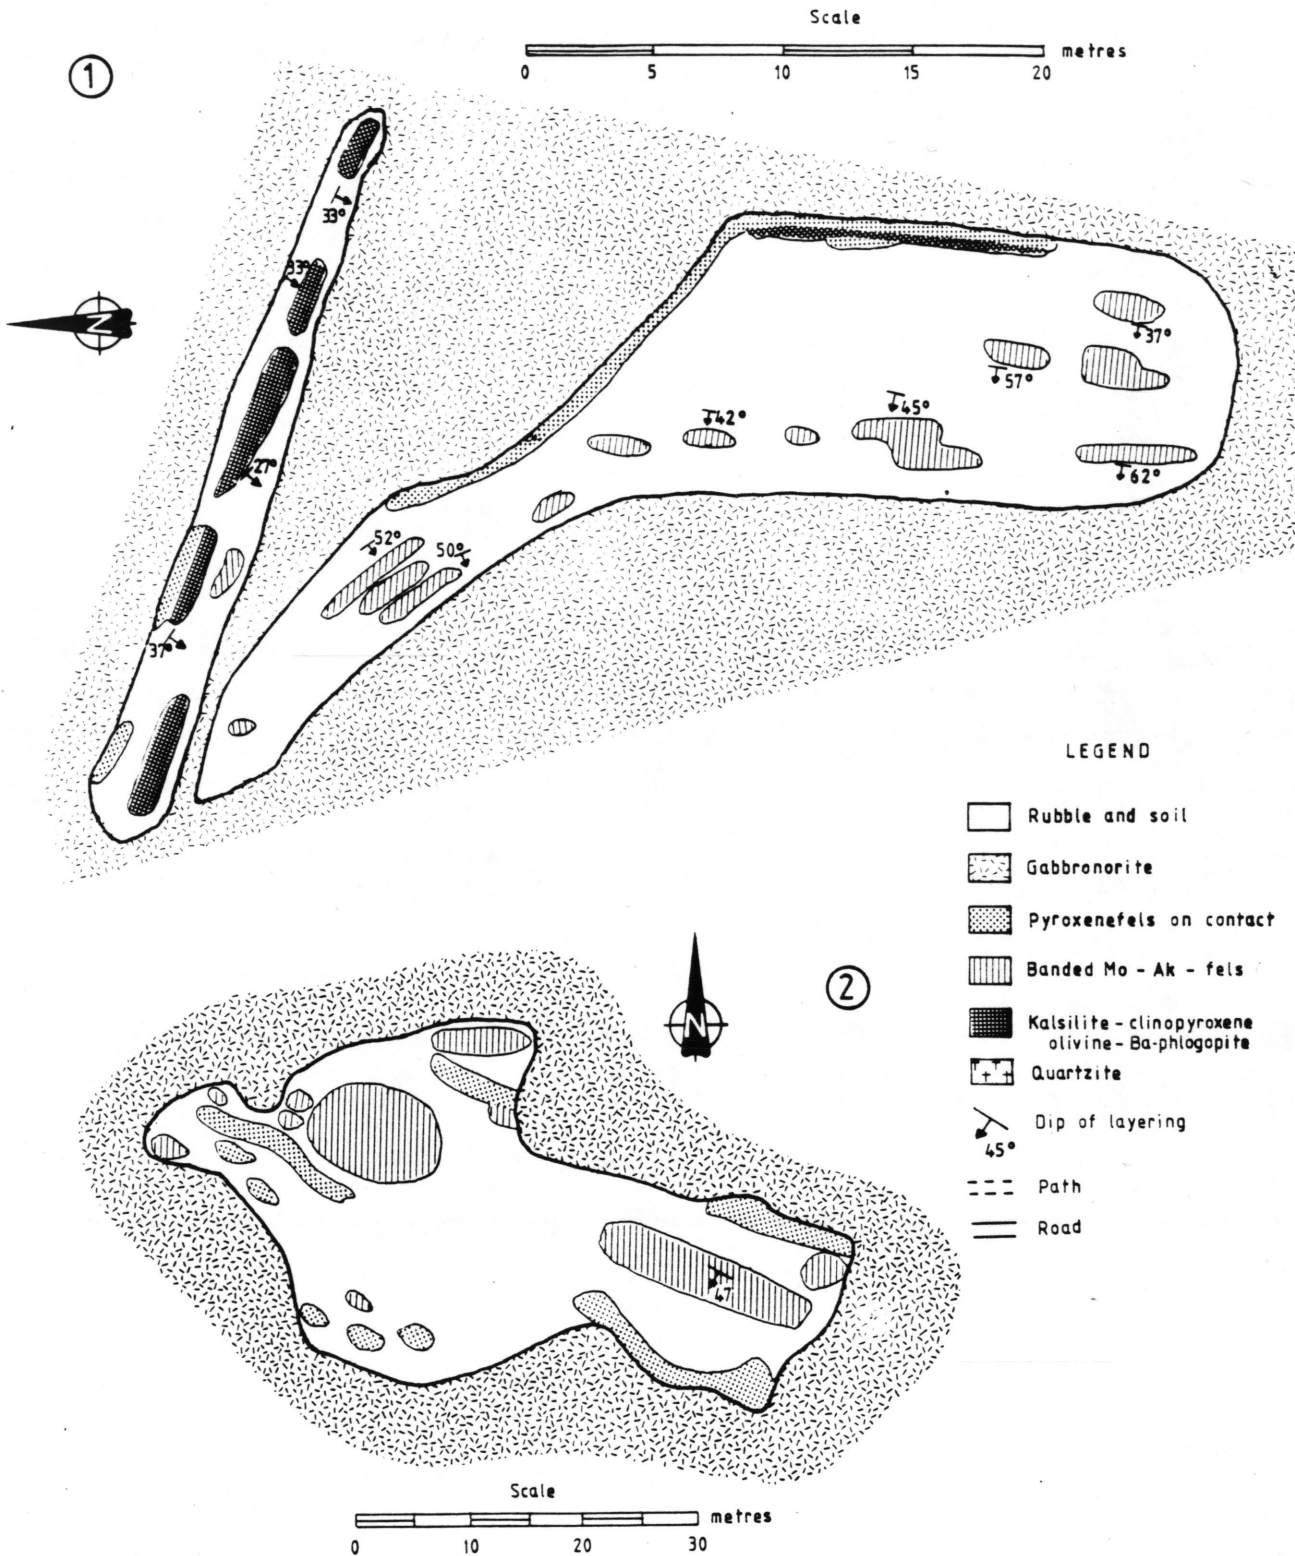 Scale
metres
0 5 10 15 20
1
33°
33°
N
37°
57°
45°
42°
27°
62°
52°
50°
37°
LEGEND
Rubble and soil
Gabbronorite
Pyroxenefels on contact
Banded Mo - Ak - fels
Kalsilite - clinopyroxene
olivine - Ba-phlogopite
Quartzite
Dip of layering
45°
Path
Road
2
N
47
Scale
metres
0 10 20 30